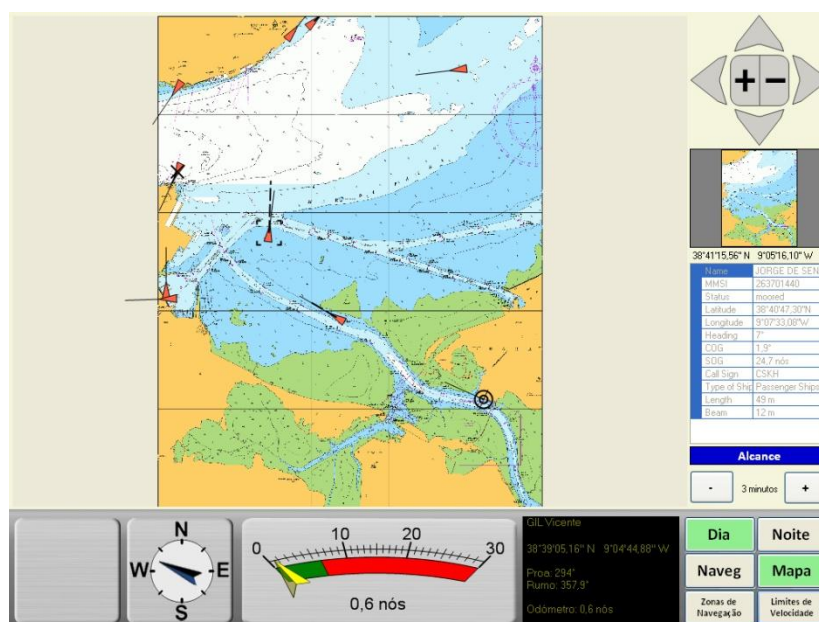 + −
38°41'15,56" N 9°05'16,10" W
Name JORGE DE SEN
MMSI 263701440
Status moored
Latitude 38°40'47,30"N
Longitude 9°07'33,08"W
Heading 7°
COG 1,9°
SOG 24,7 nós
Call Sign CSKH
Type of Ship Passenger Ships
Length 49 m
Beam 12 m
Alcance
- 3 minutos +
N
W E
S
0 10 20 30
0,6 nós
GIL Vicente
38°39'05,16" N 9°04'44,88" W
Proa: 294°
Rumo: 357,9°
Odómetro: 0,6 nós
Dia Noite
Naveg Mapa
Zonas de Navegação
Limites de Velocidade